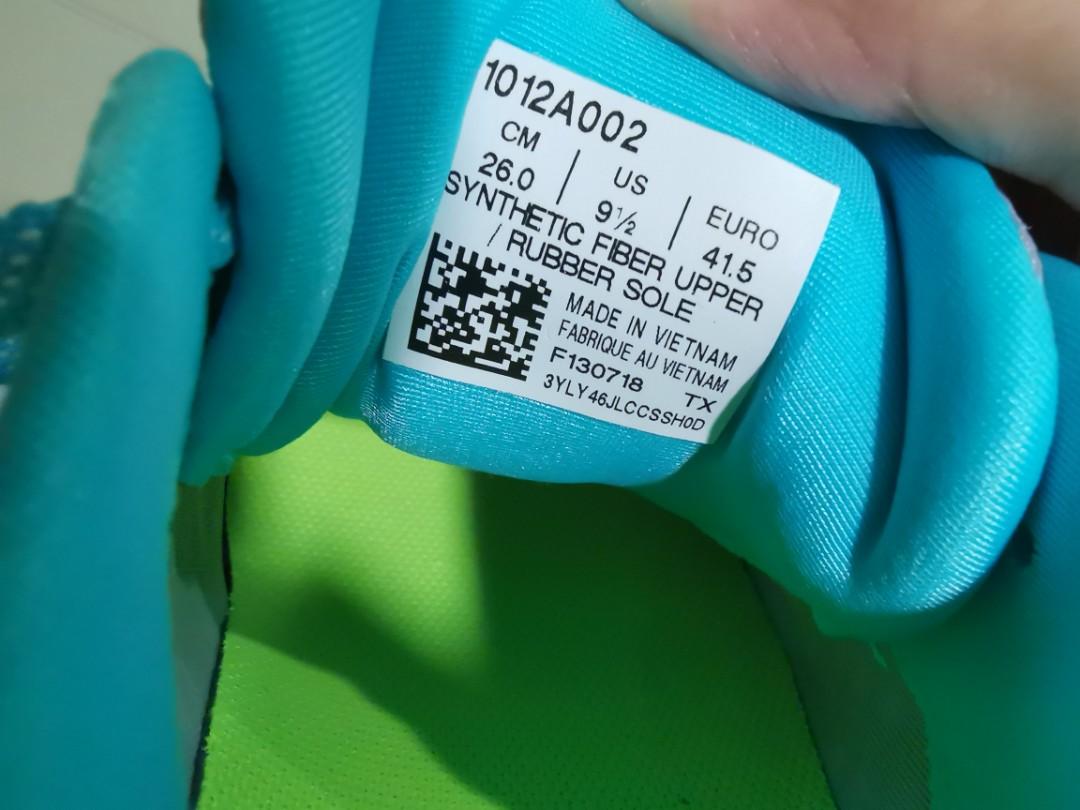 1012A002
CM | US | EURO
26.0 9½ 41.5
SYNTHETIC FIBER UPPER
/ RUBBER SOLE
MADE IN VIETNAM
FABRIQUE AU VIETNAM
F130718 TX
3YLY46JLCCSSH0D